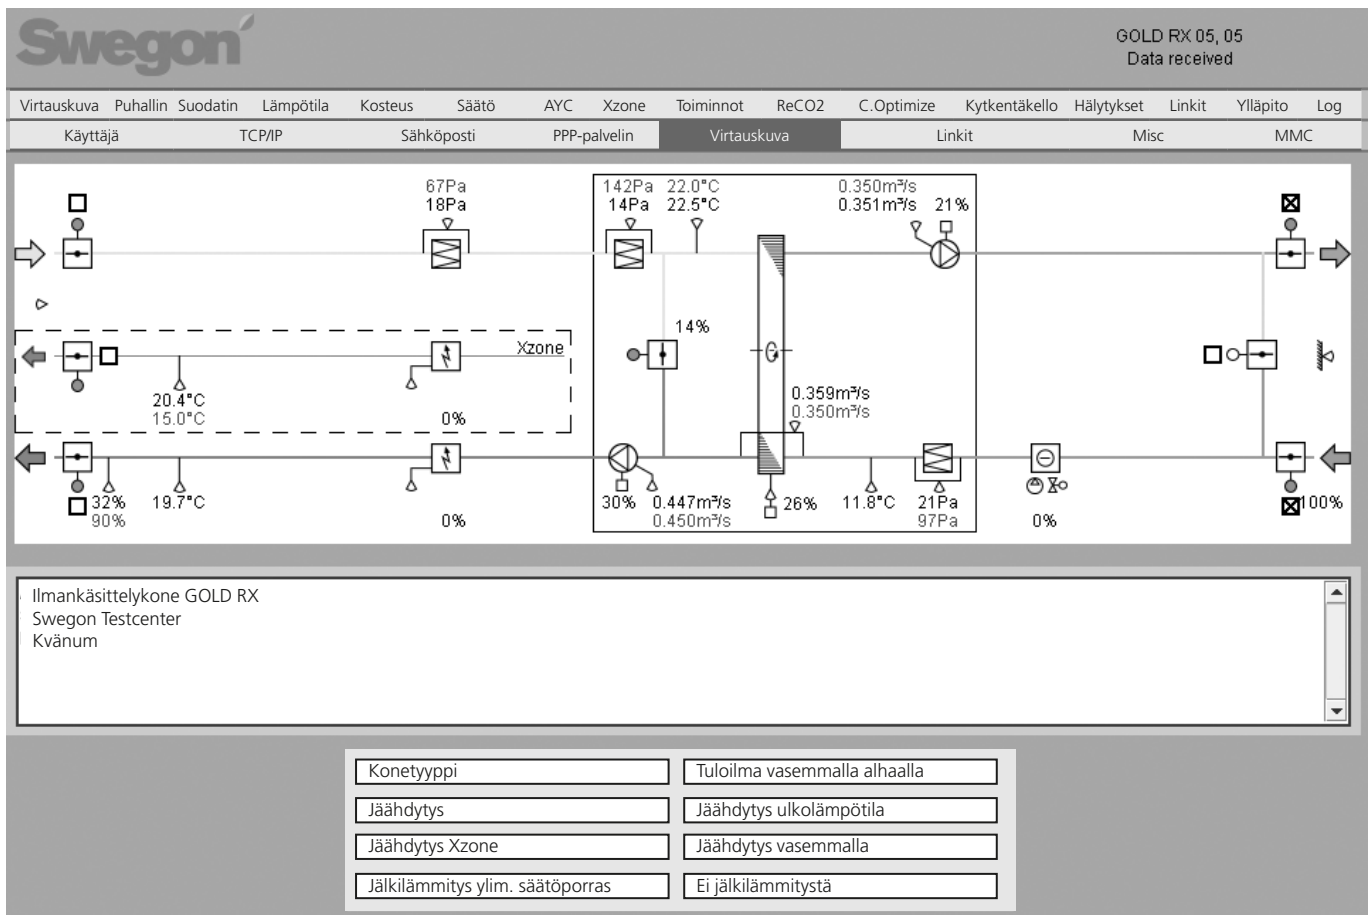 Swegon
GOLD RX 05, 05
Data received
Virtauskuva Puhallin Suodatin Lämpötila Kosteus Säätö AYC Xzone Toiminnot ReCO2 C.Optimize Kytkentäkello Hälytykset Linkit Ylläpito Log
Käyttäjä TCP/IP Sähköposti PPP-palvelin Virtauskuva Linkit Misc MMC
67Pa 142Pa 22.0°C 0.350m³/s
18Pa 14Pa 22.5°C 0.351m³/s 21%
14%
Xzone
20.4°C
15.0°C
0%
0.359m³/s
0.350m³/s
32% 19.7°C 30% 0.447m³/s 26% 11.8°C 21Pa 100%
90% 0% 0.450m³/s 97Pa 0%
Ilmankäsittelykone GOLD RX
Swegon Testcenter
Kvänum
Konetyyppi Tuloilma vasemmalla alhaalla
Jäähdytys Jäähdytys ulkolämpötila
Jäähdytys Xzone Jäähdytys vasemmalla
Jälkilämmitys ylim. säätöporras Ei jälkilämmitystä